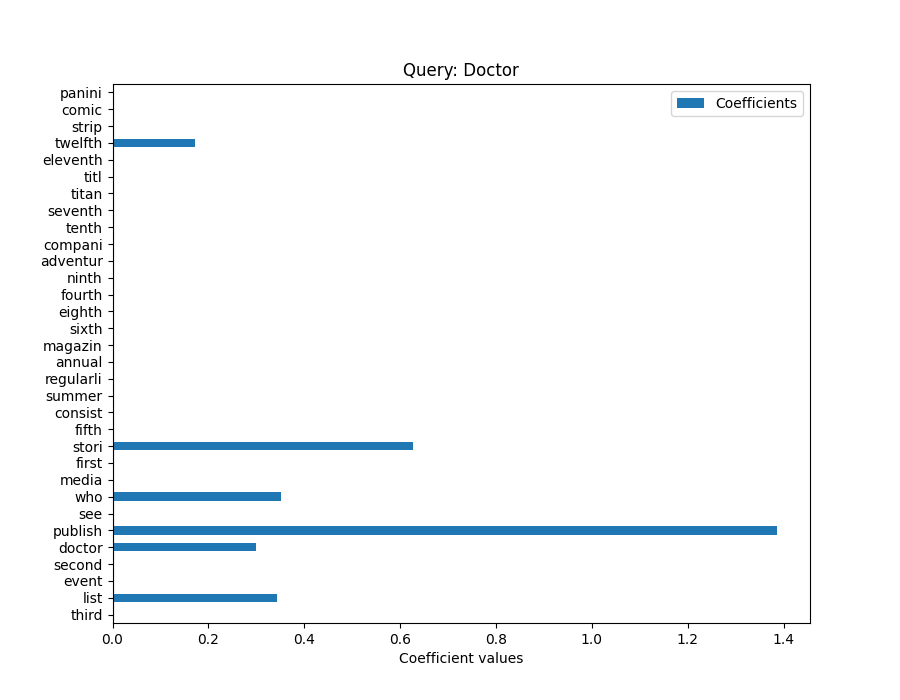 Query: Doctor
Coefficients
panini
comic
strip
twelfth
eleventh
titl
titan
seventh
tenth
compani
adventur
ninth
fourth
eighth
sixth
magazin
annual
regularli
summer
consist
fifth
stori
first
media
who
see
publish
doctor
second
event
list
third
0.0 0.2 0.4 0.6 0.8 1.0 1.2 1.4
Coefficient values